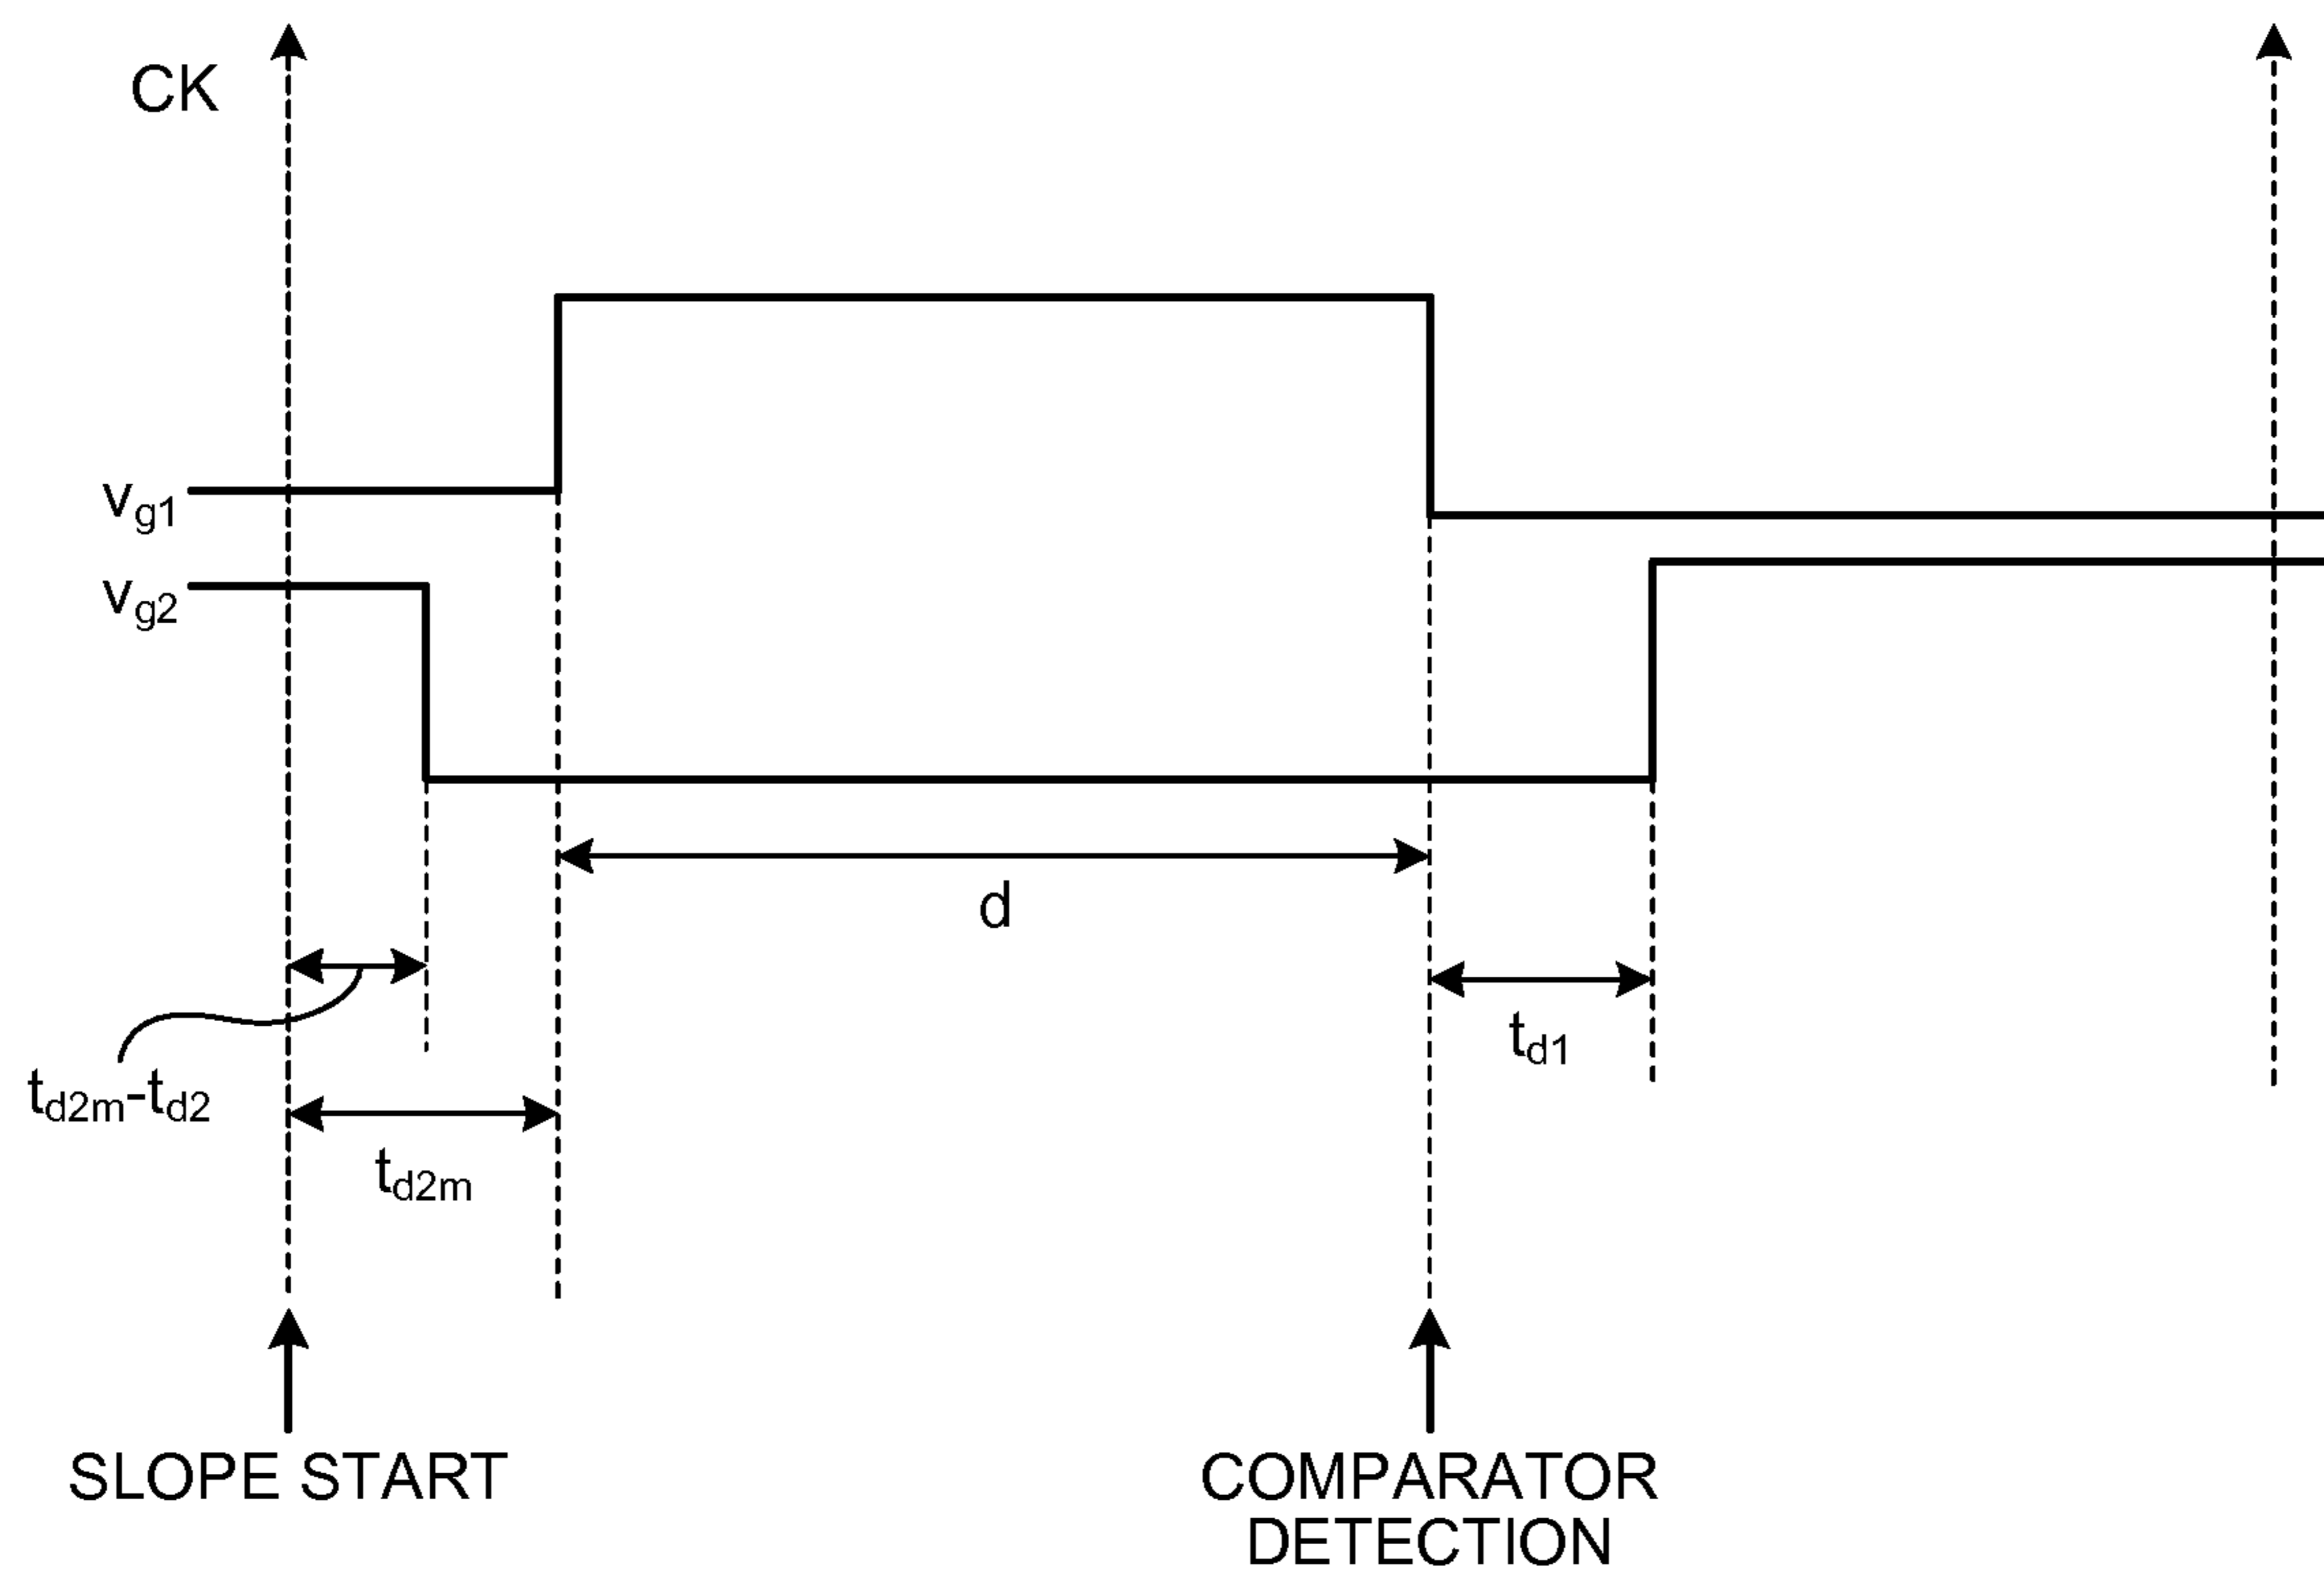 CK
vg1
vg2
d
td1
td2m-td2
td2m
SLOPE START
COMPARATOR
DETECTION